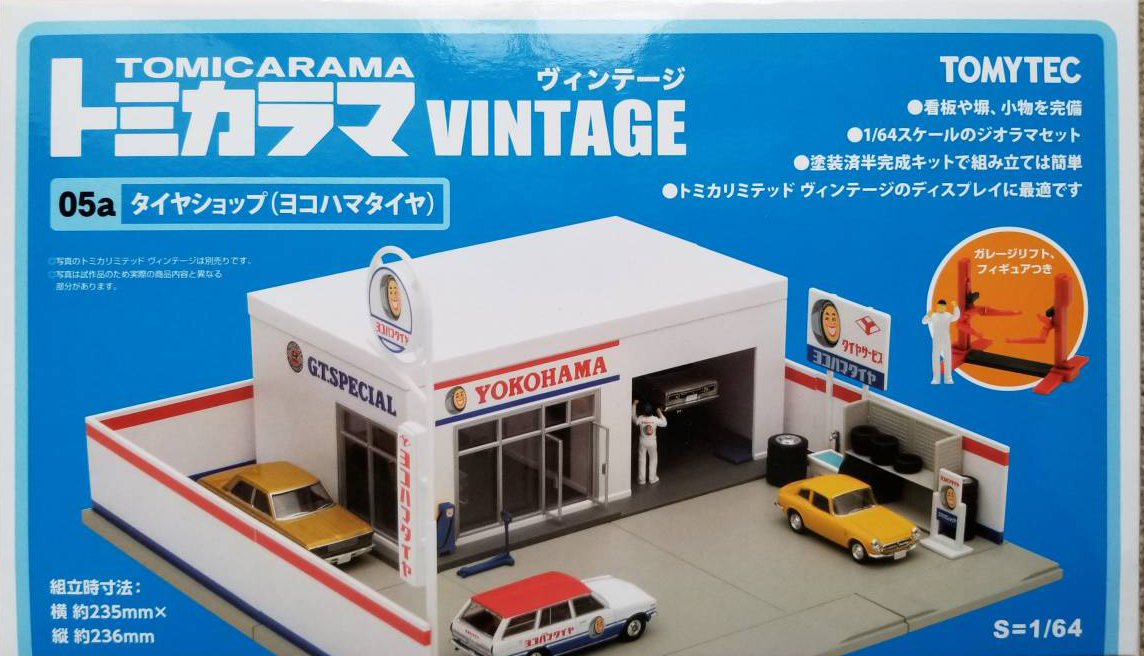 TOMICARAMA
トミカラマ
ヴィンテージ
VINTAGE
TOMYTEC
●看板や塀、小物を完備
●1/64スケールのジオラマセット
●塗装済半完成キットで組み立ては簡単
●トミカリミテッド ヴィンテージのディスプレイに最適です
05a タイヤショップ(ヨコハマタイヤ)
○写真のトミカリミテッド ヴィンテージは別売りです。
○写真は試作品のため実際の商品内容と異なる
部分があります。
ガレージリフト、
フィギュアつき
ヨコハマタイヤ
G.T.SPECIAL
YOKOHAMA
タイヤサービス
ヨコハマタイヤ
ヨコハマタイヤ
ヨコハマタイヤ
組立時寸法:
横 約235mm×
縦 約236mm
S=1/64